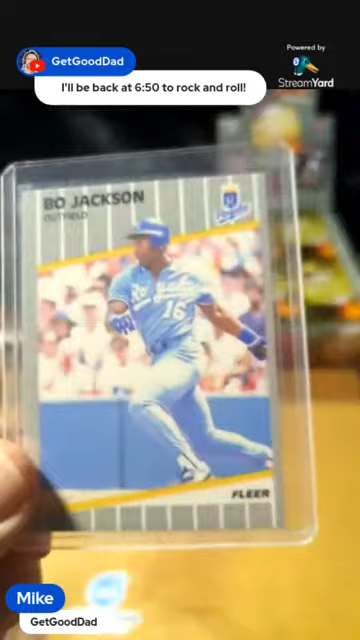 Powered by
StreamYard
GetGoodDad
I'll be back at 6:50 to rock and roll!
BO JACKSON
OUTFIELD
Royals
16
FLEER
Mike
GetGoodDad